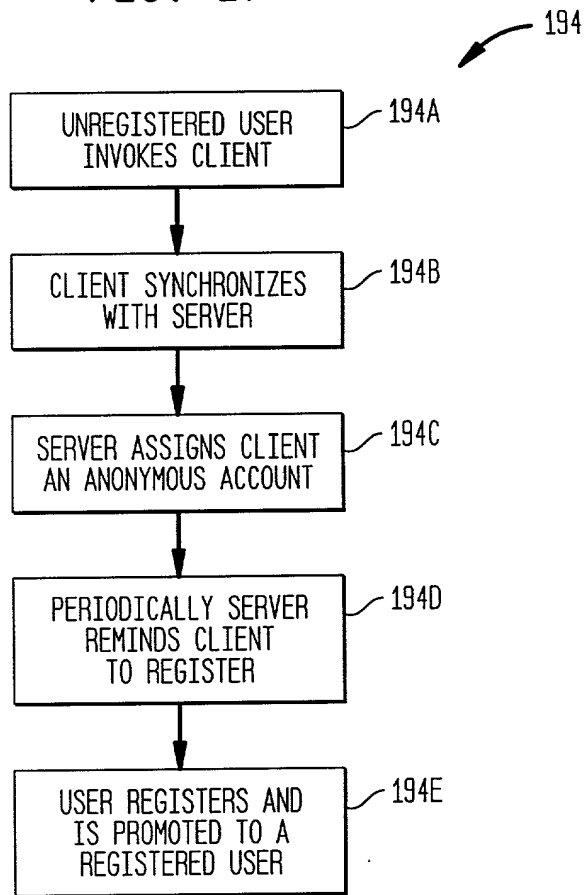 194
UNREGISTERED USER
INVOKES CLIENT
194A
CLIENT SYNCHRONIZES
WITH SERVER
194B
SERVER ASSIGNS CLIENT
AN ANONYMOUS ACCOUNT
194C
PERIODICALLY SERVER
REMINDS CLIENT
TO REGISTER
194D
USER REGISTERS AND
IS PROMOTED TO A
REGISTERED USER
194E